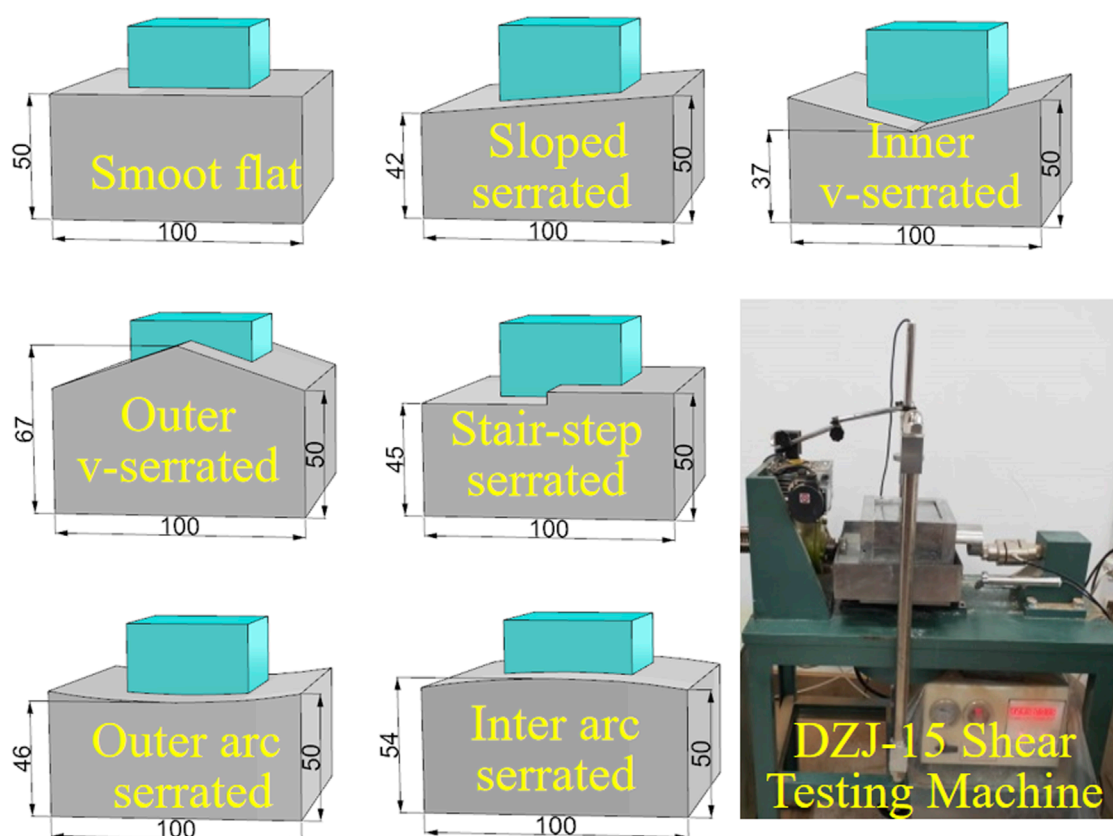 50
Smoot flat
100
42
Sloped
serrated
50
100
37
Inner
v-serrated
50
100
67
Outer
v-serrated
50
100
45
Stair-step
serrated
50
100
46
Outer arc
serrated
50
100
54
Inter arc
serrated
50
100
DZJ-15 Shear
Testing Machine